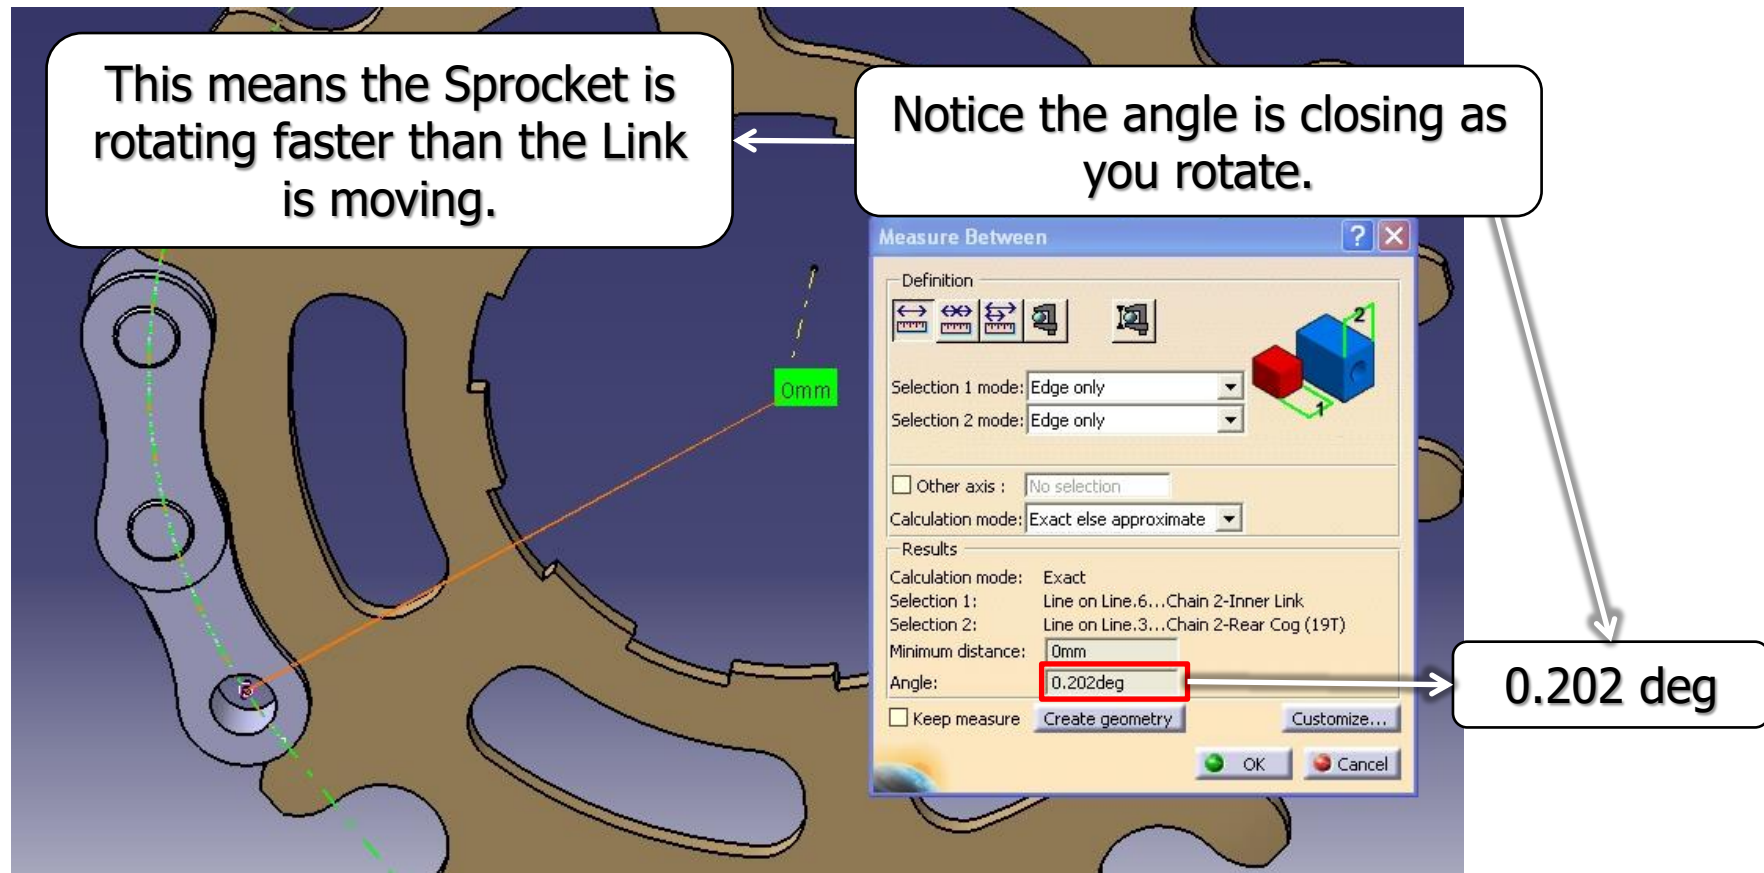 This means the Sprocket is
rotating faster than the Link
is moving.
Notice the angle is closing as
you rotate.
Measure Between
Definition
2
1
0mm
Selection 1 mode: Edge only
Selection 2 mode: Edge only
Other axis : No selection
Calculation mode: Exact else approximate
Results
Calculation mode: Exact
Selection 1: Line on Line.6...Chain 2-Inner Link
Selection 2: Line on Line.3...Chain 2-Rear Cog (19T)
Minimum distance: 0mm
Angle: 0.202deg
0.202 deg
Keep measure Create geometry Customize...
OK Cancel